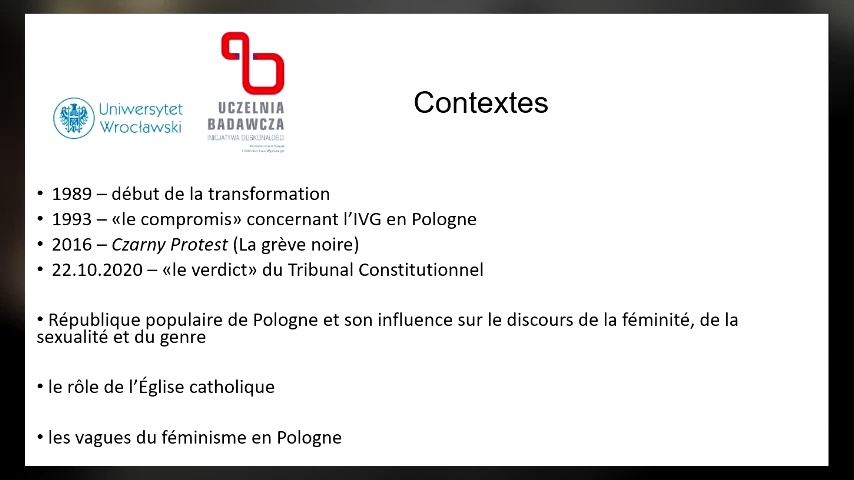 Uniwersytet
Wrocławski
UCZELNIA
BADAWCZA
INICJATYWA DOSKONAŁOŚCI
Contextes
• 1989 – début de la transformation
• 1993 – «le compromis» concernant l’IVG en Pologne
• 2016 – Czarny Protest (La grève noire)
• 22.10.2020 – «le verdict» du Tribunal Constitutionnel
• République populaire de Pologne et son influence sur le discours de la féminité, de la
sexualité et du genre
• le rôle de l’Église catholique
• les vagues du féminisme en Pologne